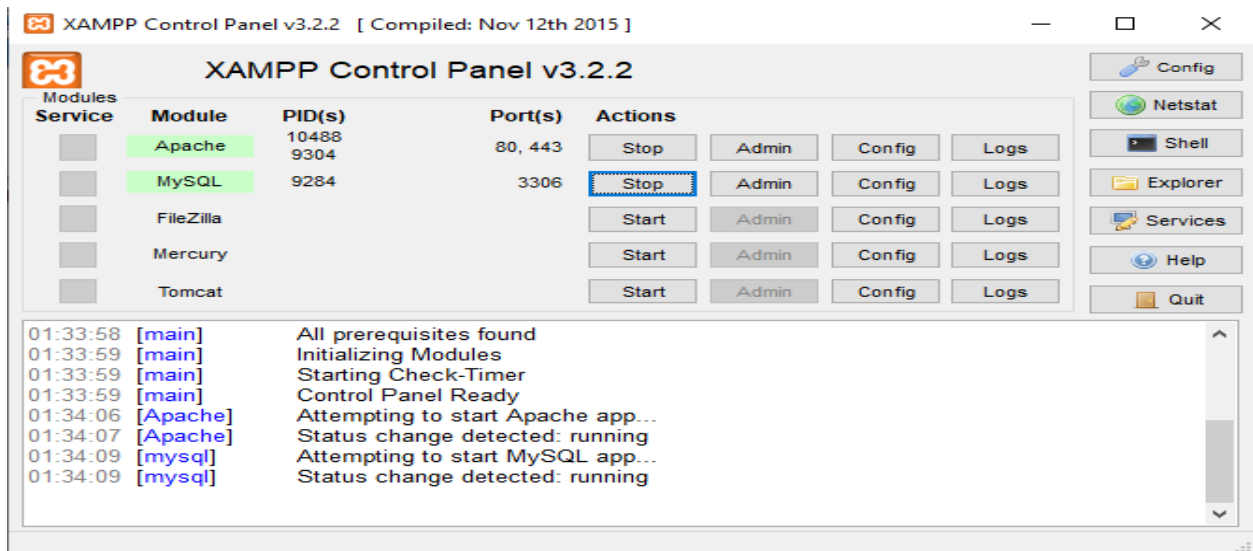 XAMPP Control Panel v3.2.2 [ Compiled: Nov 12th 2015 ]
XAMPP Control Panel v3.2.2
Config
Modules
Service Module PID(s) Port(s) Actions
Netstat
Apache 10488 80, 443 Stop Admin Config Logs
9304
Shell
MySQL 9284 3306 Stop Admin Config Logs
Explorer
FileZilla Start Admin Config Logs
Services
Mercury Start Admin Config Logs
Help
Tomcat Start Admin Config Logs
Quit
01:33:58 [main] All prerequisites found
01:33:59 [main] Initializing Modules
01:33:59 [main] Starting Check-Timer
01:33:59 [main] Control Panel Ready
01:34:06 [Apache] Attempting to start Apache app...
01:34:07 [Apache] Status change detected: running
01:34:09 [mysql] Attempting to start MySQL app...
01:34:09 [mysql] Status change detected: running